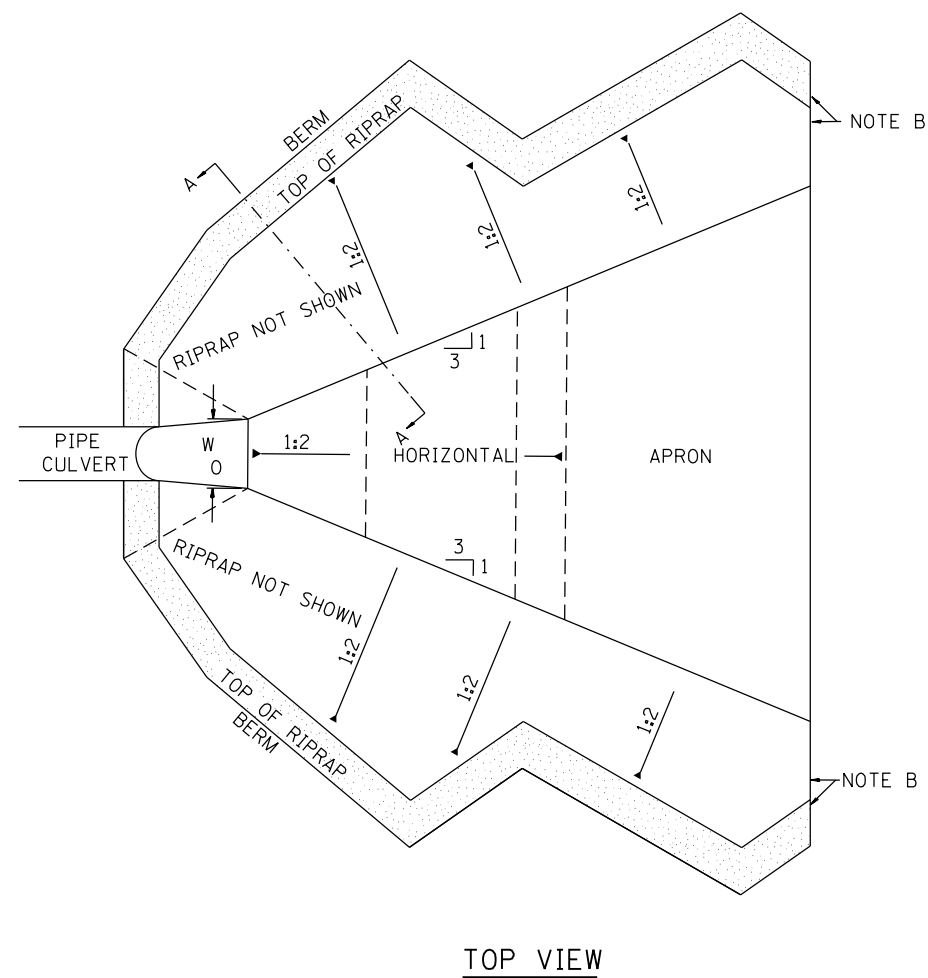 BERM
TOP OF RIPRAP
NOTE B
A
1:2
1:2
1:2
RIPRAP NOT SHOWN
3
1
PIPE
CULVERT
W
O
1:2
A
HORIZONTAL
APRON
3
1
RIPRAP NOT SHOWN
1:2
1:2
1:2
TOP OF RIPRAP
BERM
NOTE B
TOP VIEW